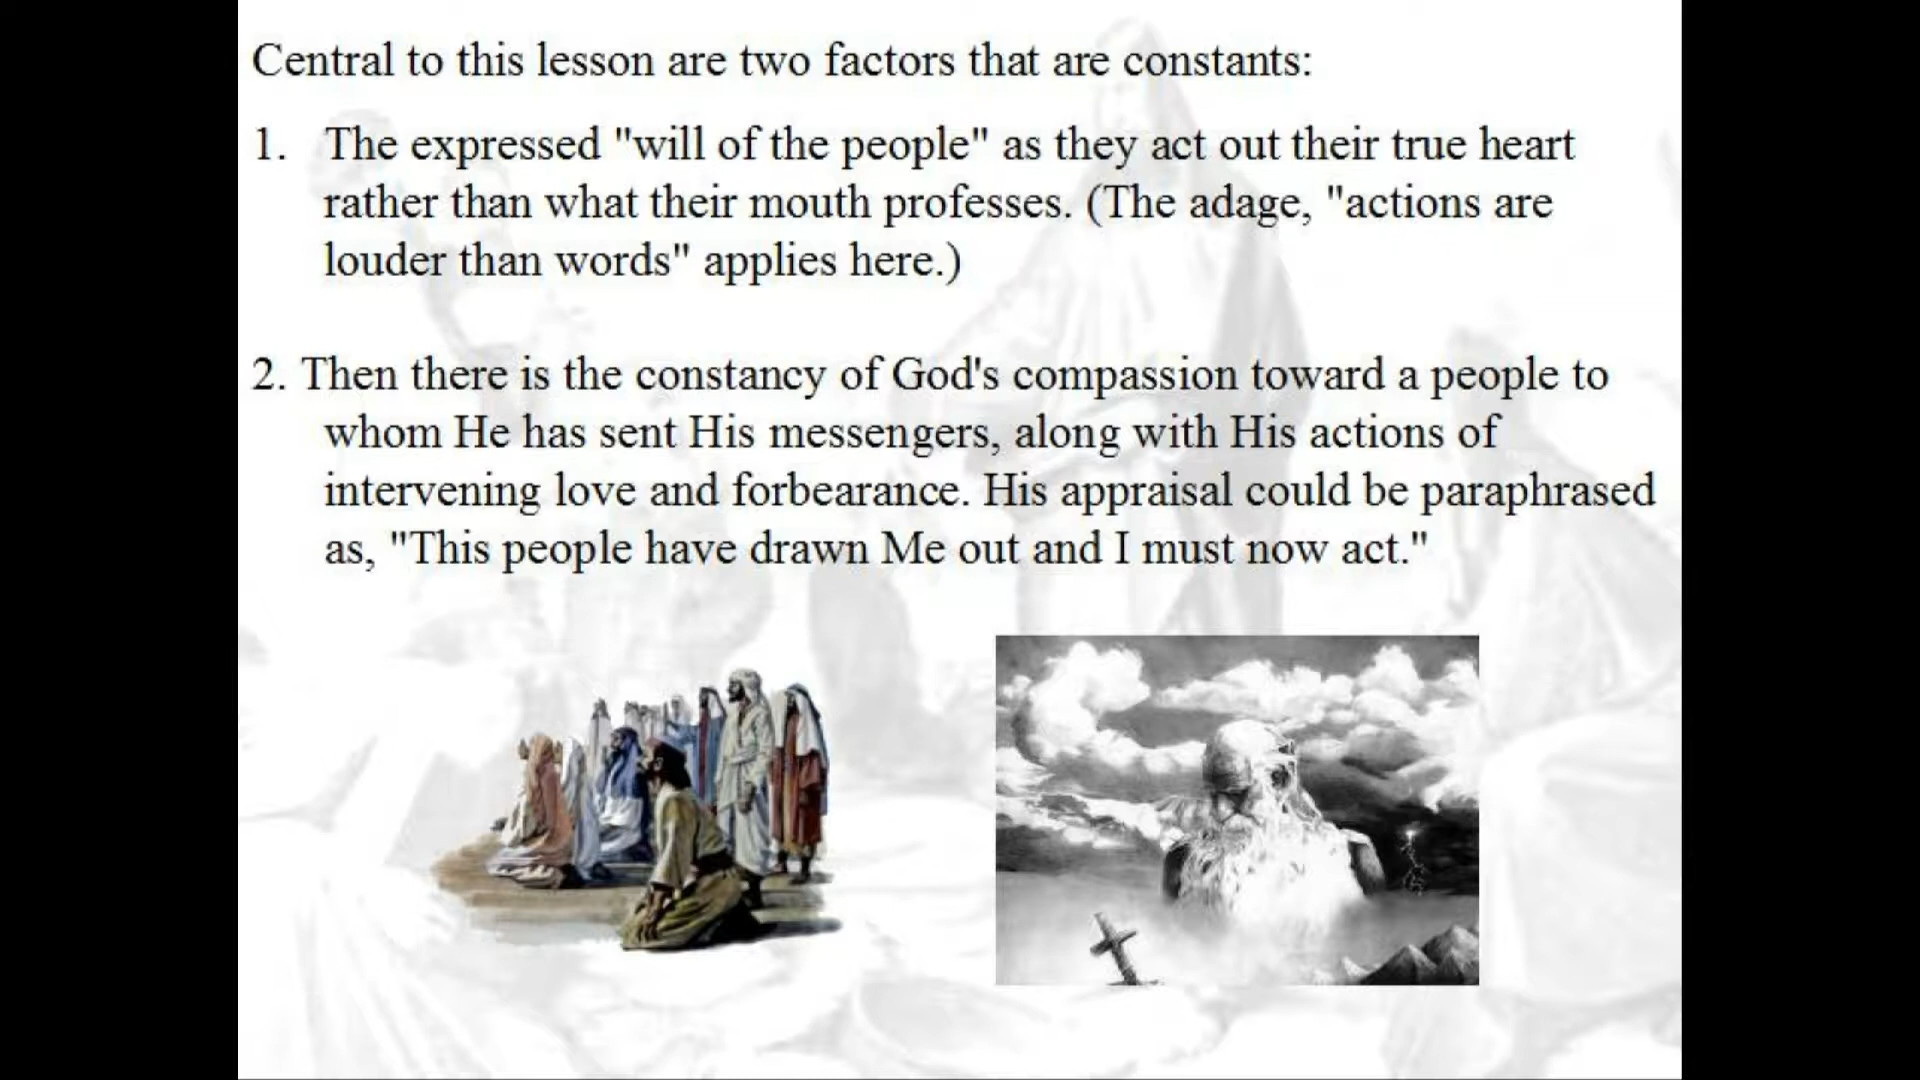 Central to this lesson are two factors that are constants:
1. The expressed "will of the people" as they act out their true heart
rather than what their mouth professes. (The adage, "actions are
louder than words" applies here.)
2. Then there is the constancy of God's compassion toward a people to
whom He has sent His messengers, along with His actions of
intervening love and forbearance. His appraisal could be paraphrased
as, "This people have drawn Me out and I must now act."